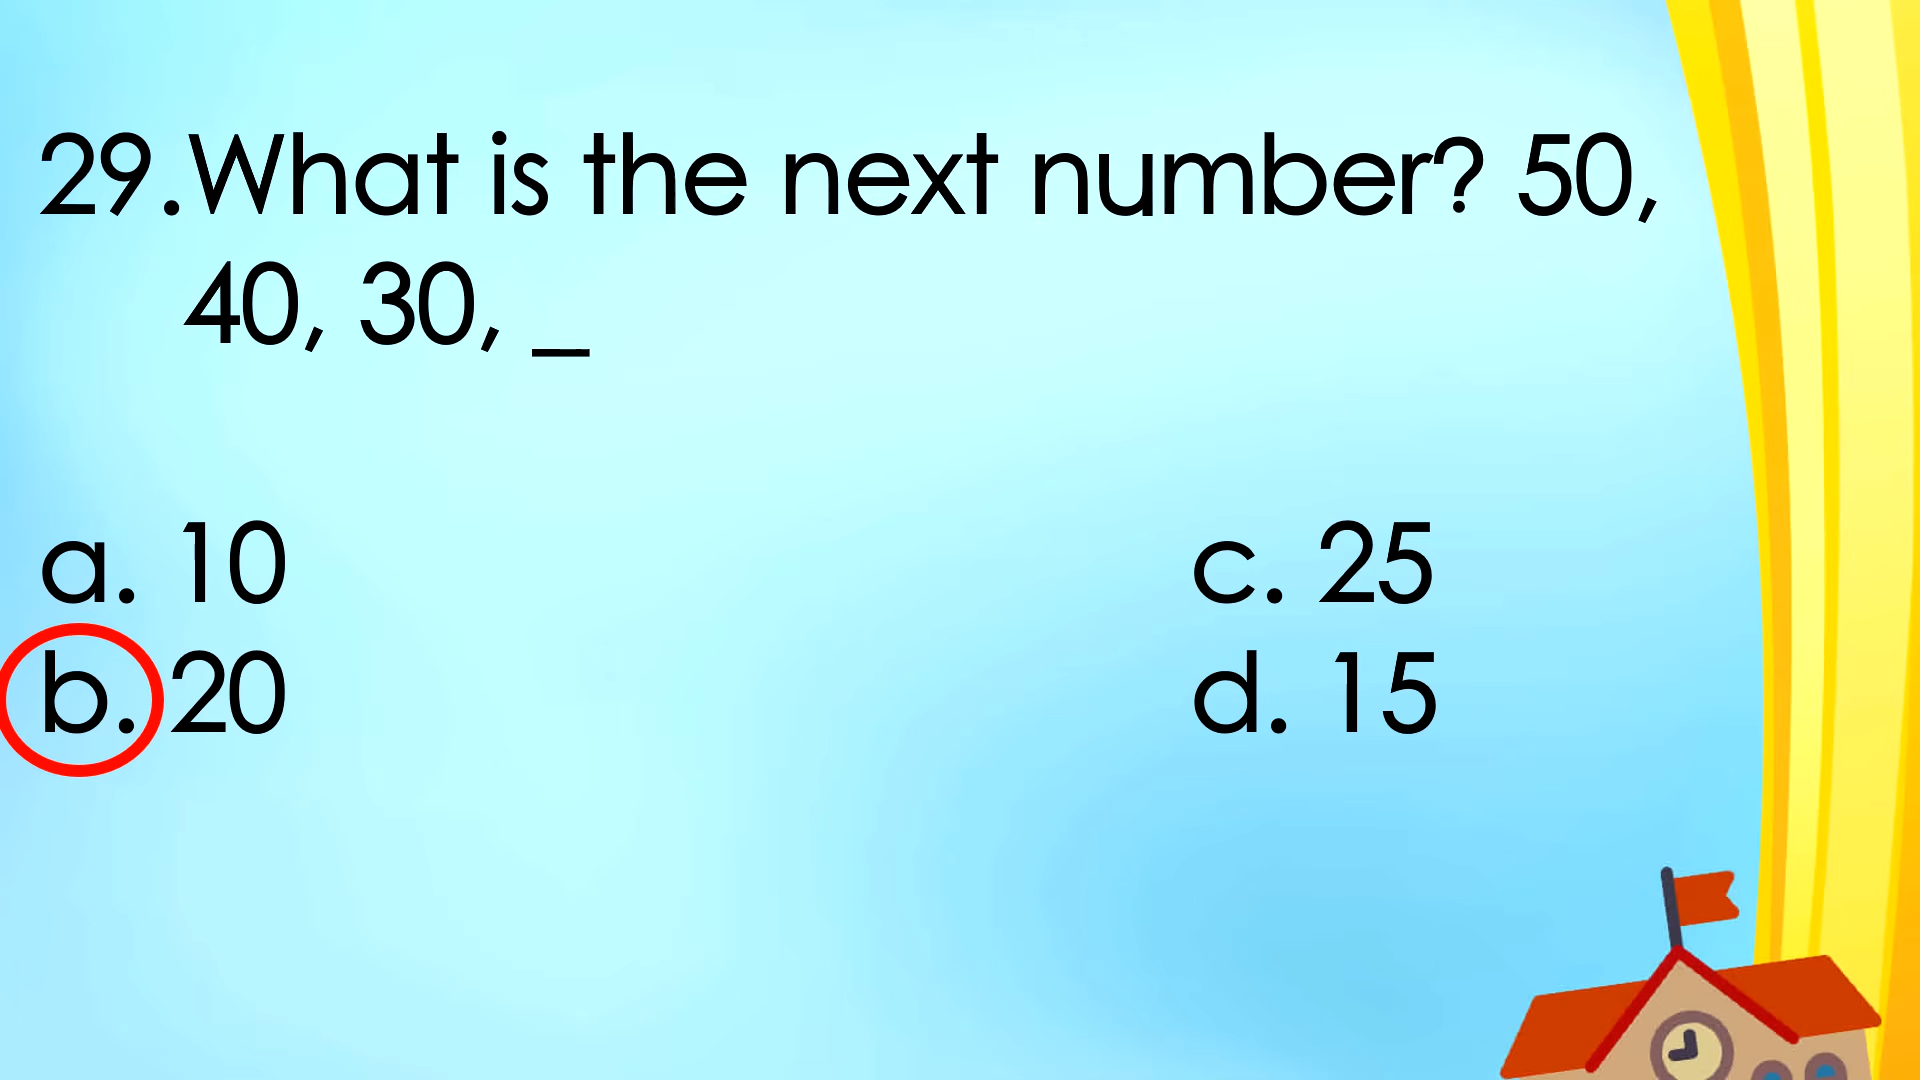 29.What is the next number? 50,
40, 30, _
a. 10
b. 20
c. 25
d. 15